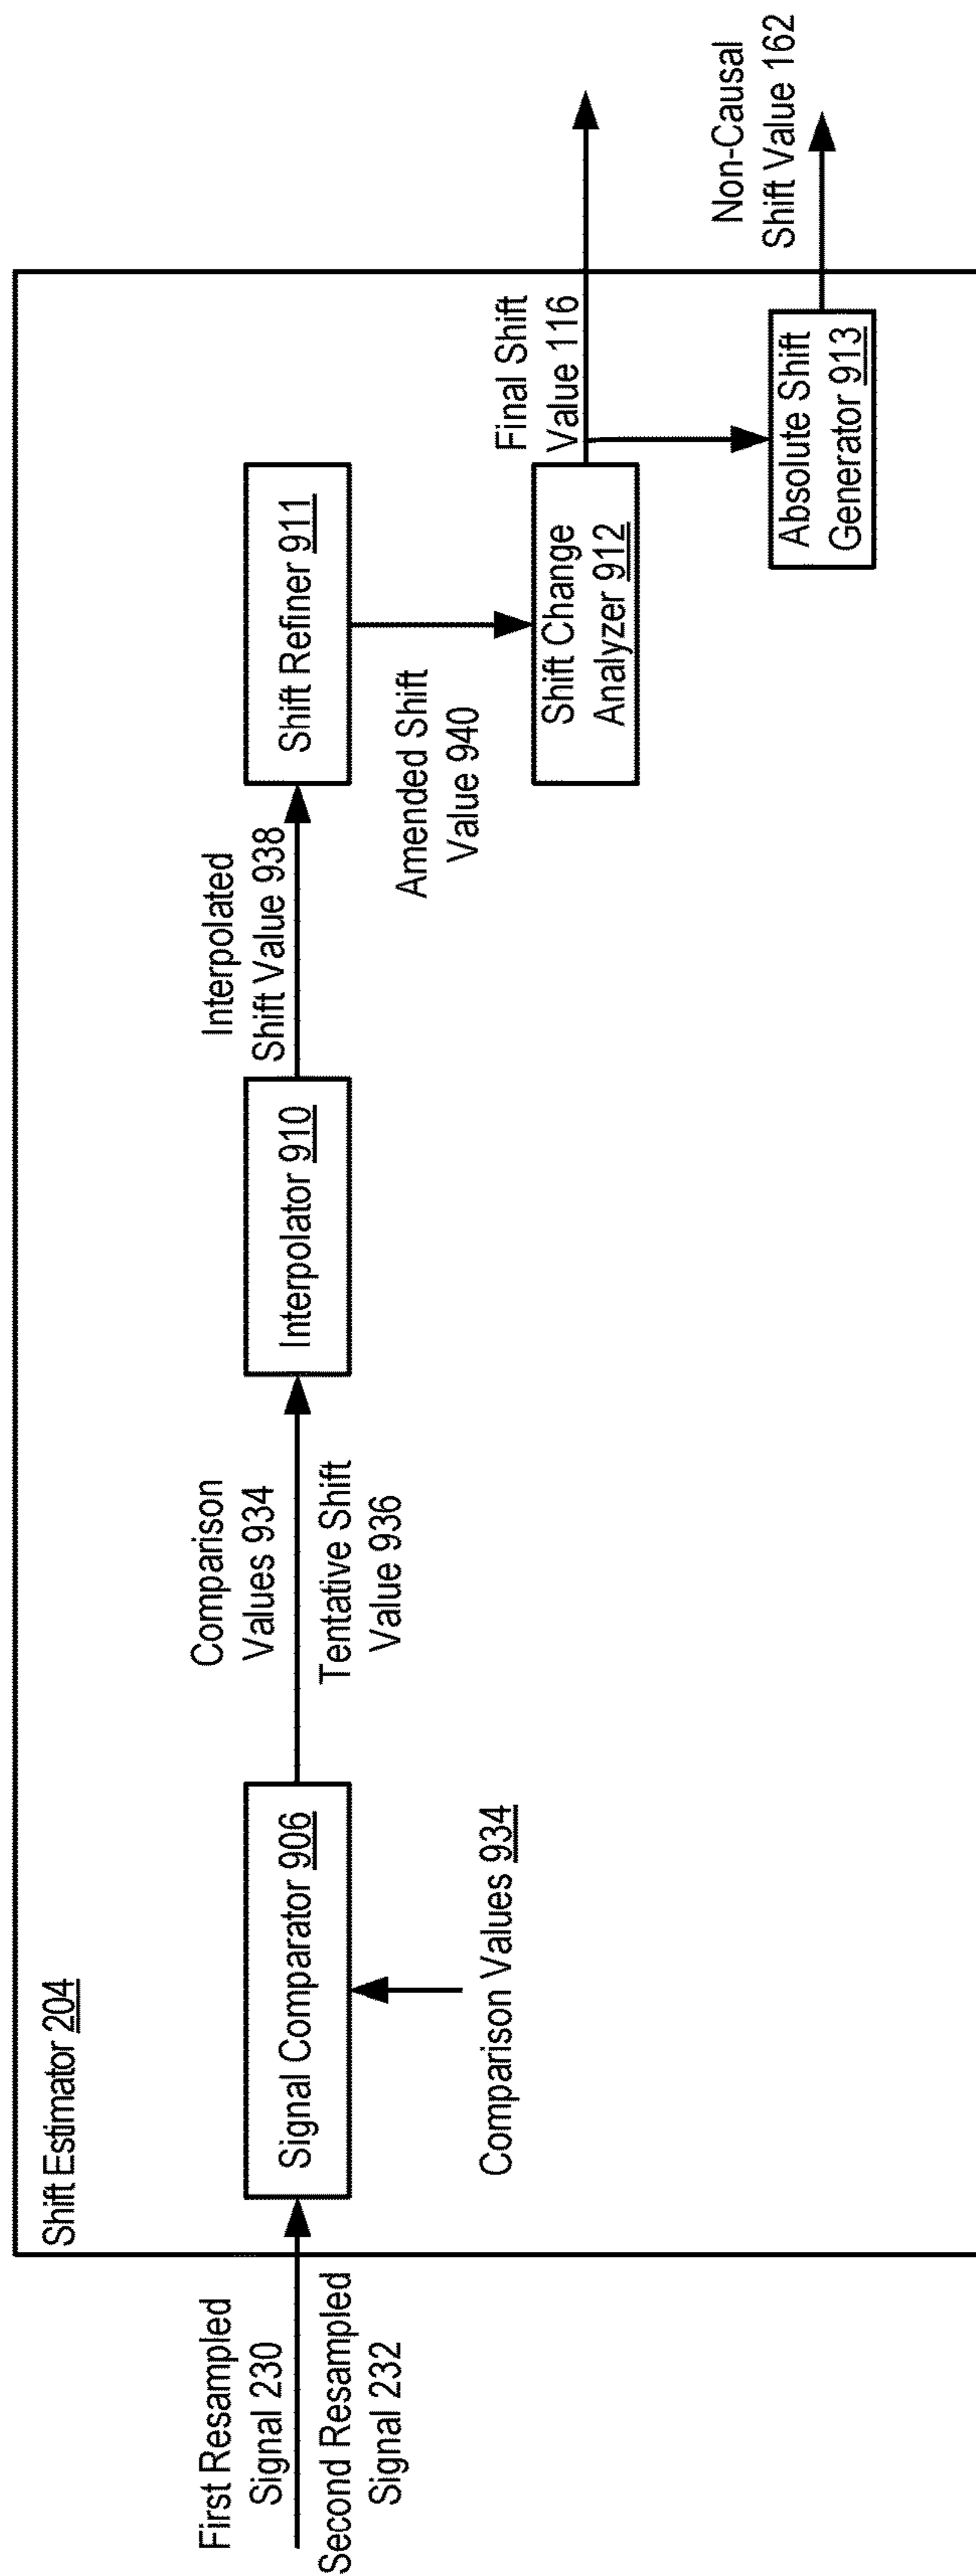 Shift Estimator 204
First Resampled
Signal 230
Second Resampled
Signal 232
Signal Comparator 906
Comparison Values 934
Comparison
Values 934
Tentative Shift
Value 936
Interpolator 910
Interpolated
Shift Value 938
Shift Refiner 911
Amended Shift
Value 940
Shift Change
Analyzer 912
Final Shift
Value 116
Absolute Shift
Generator 913
Non-Causal
Shift Value 162